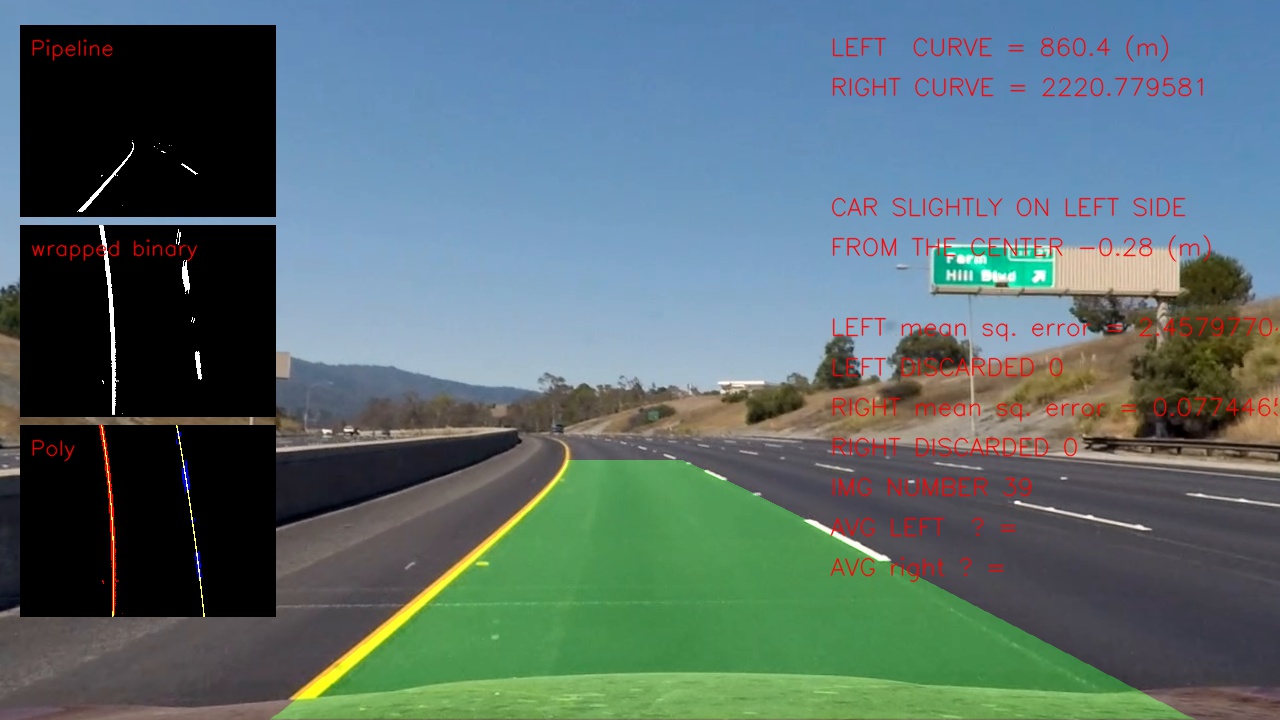 Pipeline
wrapped binary
Poly
LEFT CURVE = 860.4 (m)
RIGHT CURVE = 2220.779581
CAR SLIGHTLY ON LEFT SIDE
FROM THE CENTER -0.28 (m)
Farm
Hill Blvd
LEFT mean sq. error = 2.4579770
LEFT DISCARDED 0
RIGHT mean sq. error = 0.0774465
RIGHT DISCARDED 0
IMG NUMBER 39
AVG LEFT ? =
AVG right ? =